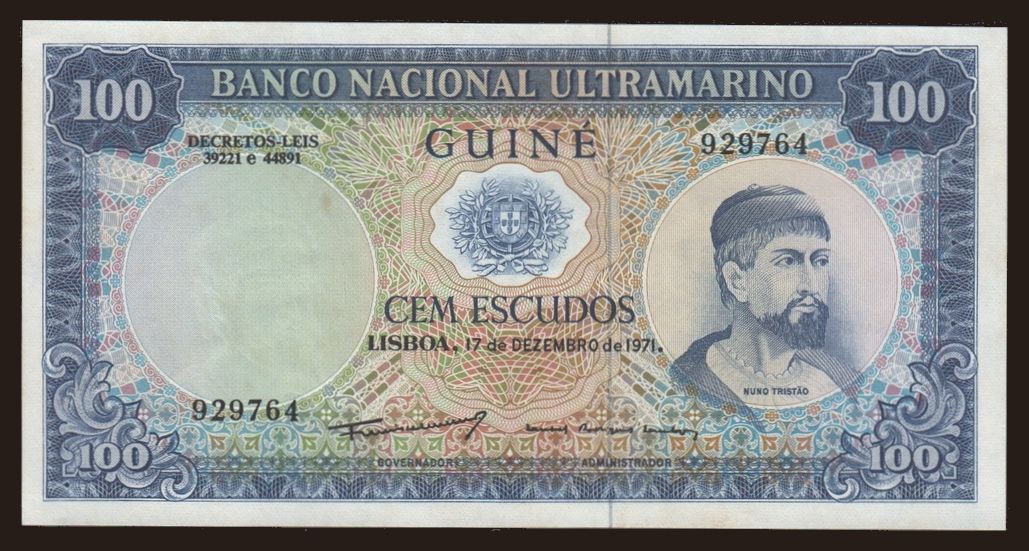 100 BANCO NACIONAL ULTRAMARINO 100
DECRETOS-LEIS
39221 e 44891
GUINÉ
929764
CEM ESCUDOS
LISBOA, 17 de DEZEMBRO de 1971.
NUNO TRISTÃO
929764
GOVERNADOR
ADMINISTRADOR
100 100